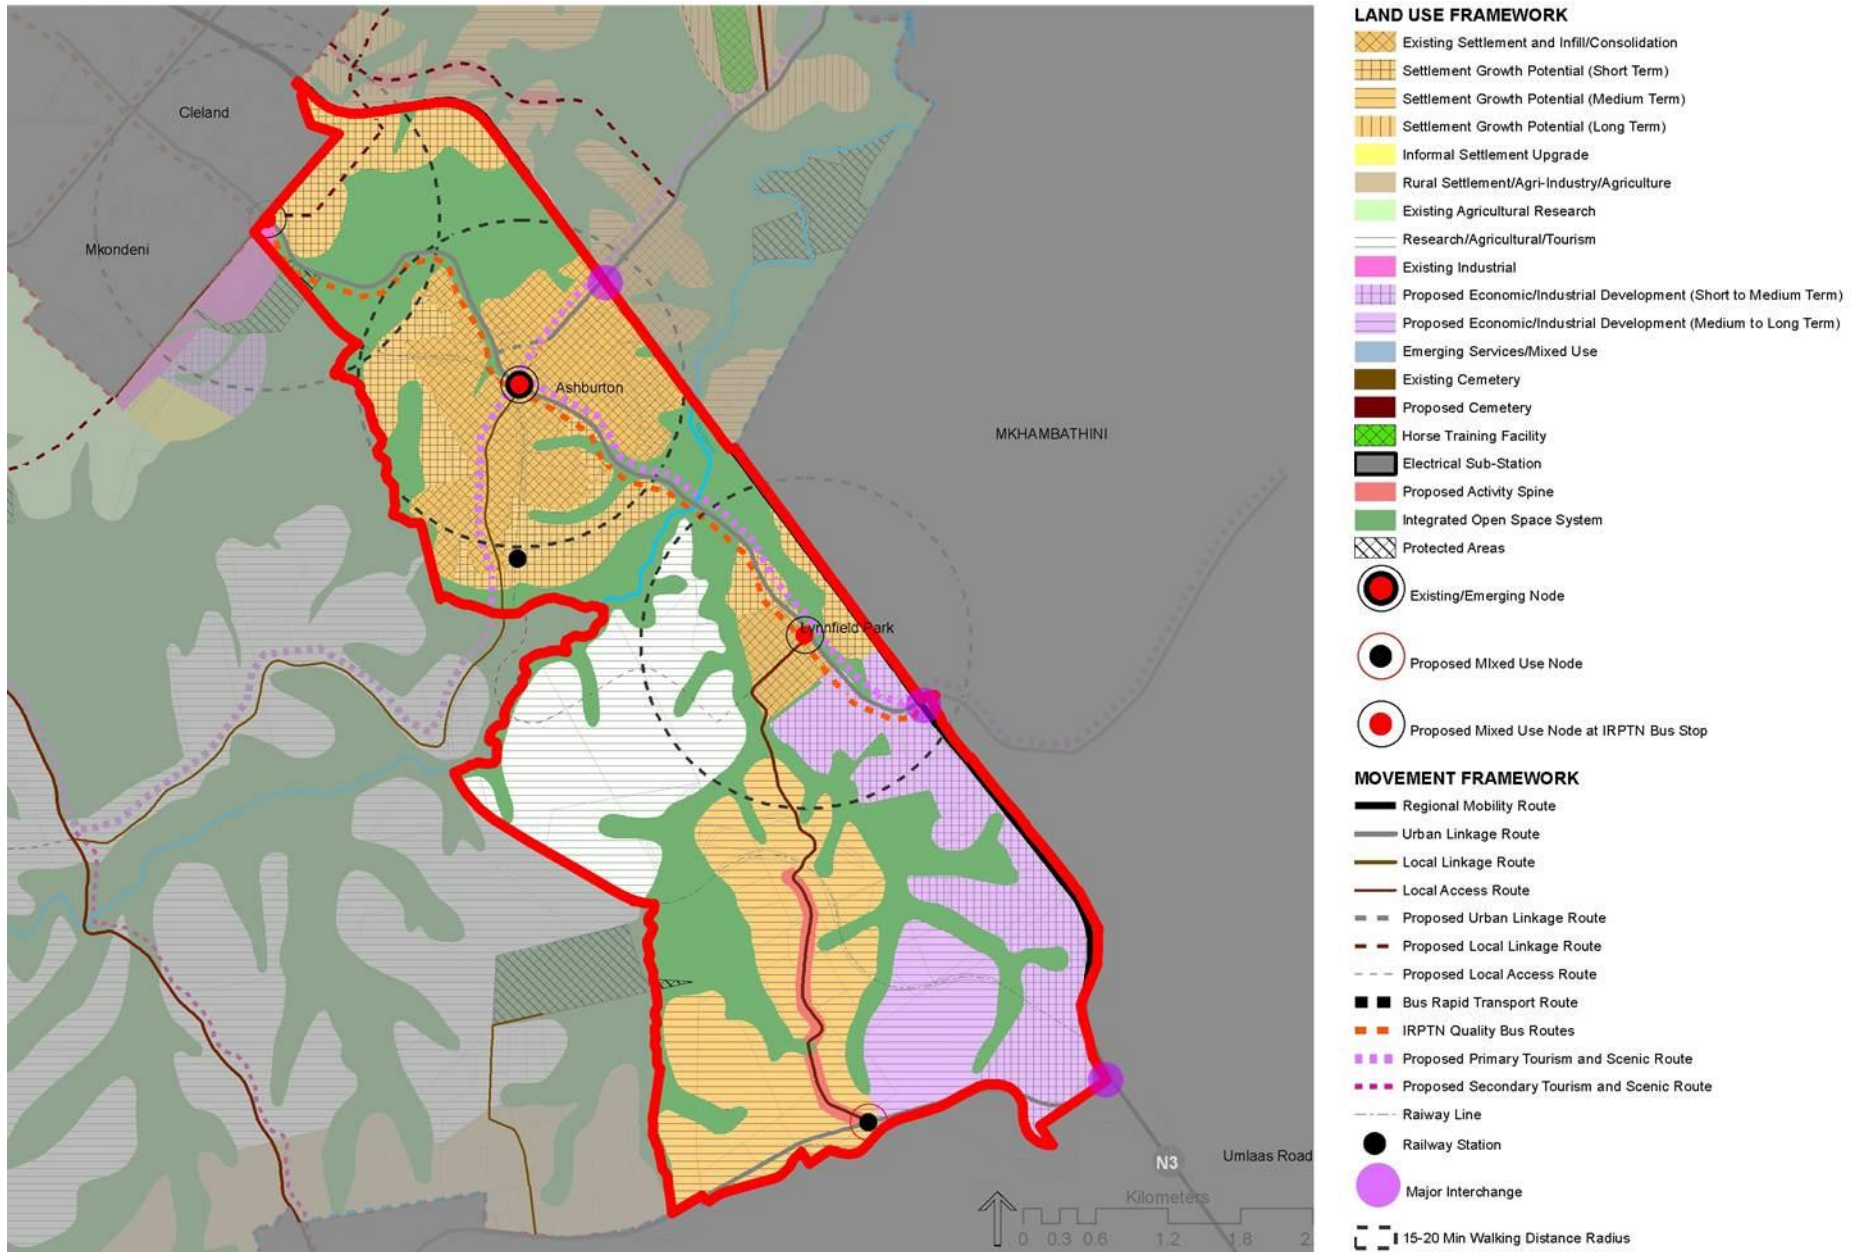 Cleland
Mkondeni
Ashburton
MKHAMBATHINI
Lynnfield Park
Umlaas Road
N3
Kilometers
0 0.3 0.6 1.2 1.8 2
LAND USE FRAMEWORK
Existing Settlement and Infill/Consolidation
Settlement Growth Potential (Short Term)
Settlement Growth Potential (Medium Term)
Settlement Growth Potential (Long Term)
Informal Settlement Upgrade
Rural Settlement/Agri-Industry/Agriculture
Existing Agricultural Research
Research/Agricultural/Tourism
Existing Industrial
Proposed Economic/Industrial Development (Short to Medium Term)
Proposed Economic/Industrial Development (Medium to Long Term)
Emerging Services/Mixed Use
Existing Cemetery
Proposed Cemetery
Horse Training Facility
Electrical Sub-Station
Proposed Activity Spine
Integrated Open Space System
Protected Areas
Existing/Emerging Node
Proposed MIxed Use Node
Proposed Mixed Use Node at IRPTN Bus Stop
MOVEMENT FRAMEWORK
Regional Mobility Route
Urban Linkage Route
Local Linkage Route
Local Access Route
Proposed Urban Linkage Route
Proposed Local Linkage Route
Proposed Local Access Route
Bus Rapid Transport Route
IRPTN Quality Bus Routes
Proposed Primary Tourism and Scenic Route
Proposed Secondary Tourism and Scenic Route
Raiway Line
Railway Station
Major Interchange
15-20 Min Walking Distance Radius